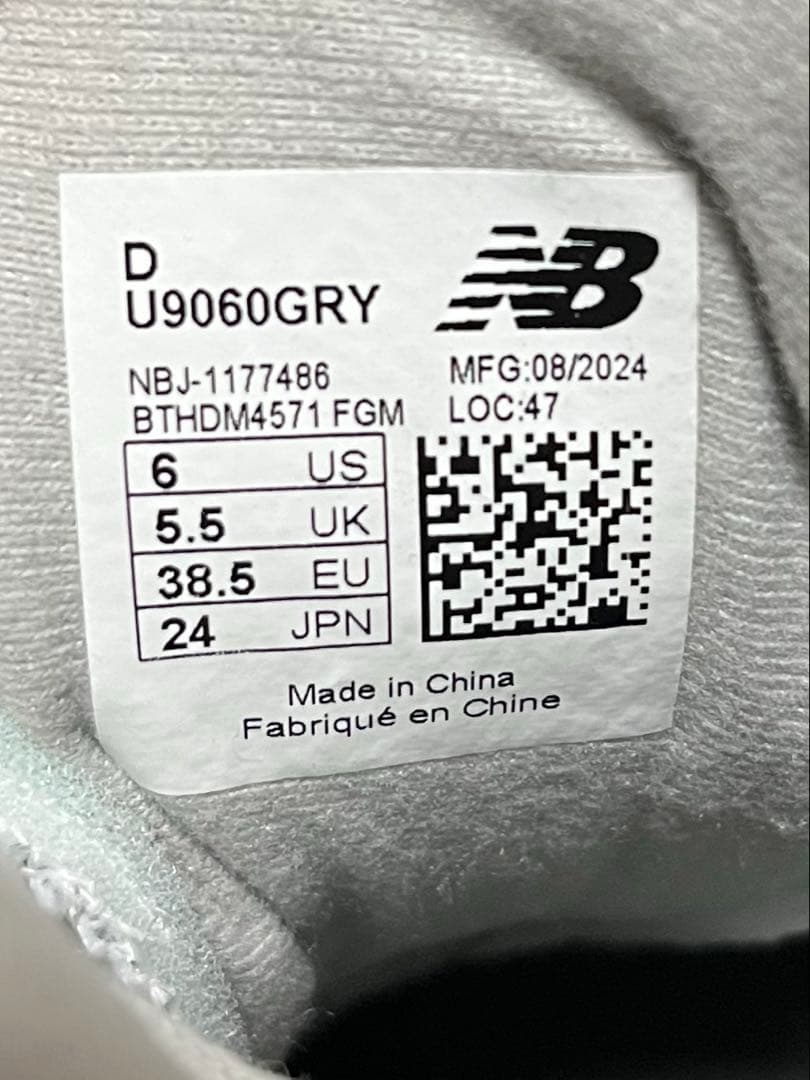 D
U9060GRY
NB
NBJ-1177486
MFG:08/2024
BTHDM4571 FGM
LOC:47
6 US
5.5 UK
38.5 EU
24 JPN
Made in China
Fabriqué en Chine